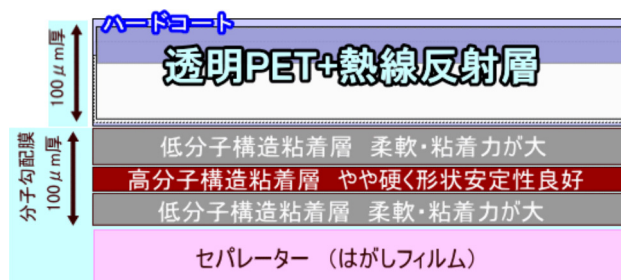 ハードコート
100μm厚
透明PET+熱線反射層
分子勾配膜
100μm厚
低分子構造粘着層 柔軟・粘着力が大
高分子構造粘着層 やや硬く形状安定性良好
低分子構造粘着層 柔軟・粘着力が大
セパレーター (はがしフィルム)